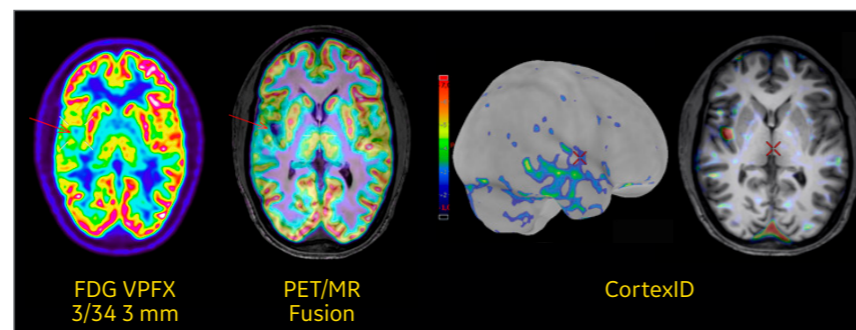 FDG VPFX
3/34 3 mm
PET/MR
Fusion
CortexID